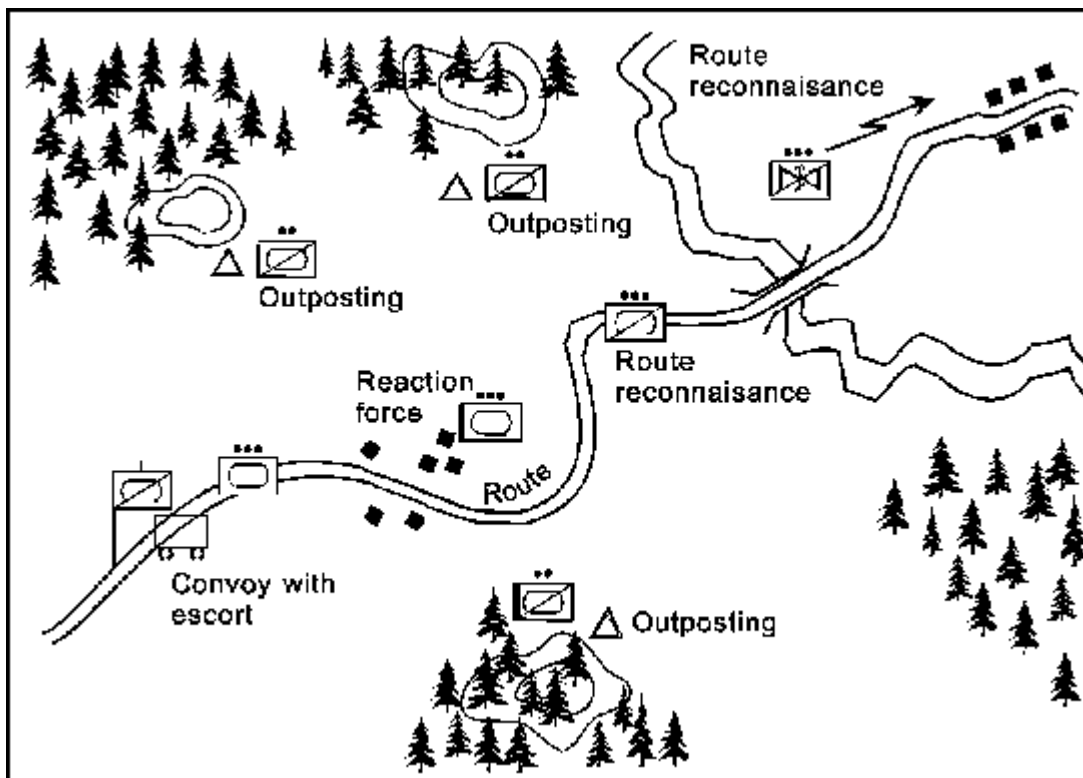 Route
reconnaisance
Outposting
Outposting
Route
reconnaisance
Reaction
force
Route
Convoy with
escort
Outposting